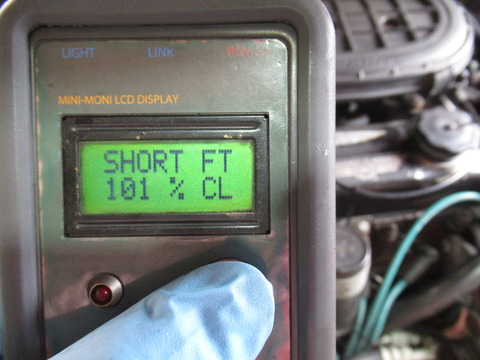 LIGHT LINK
MINI-MONI LCD DISPLAY
SHORT FT
101 % CL